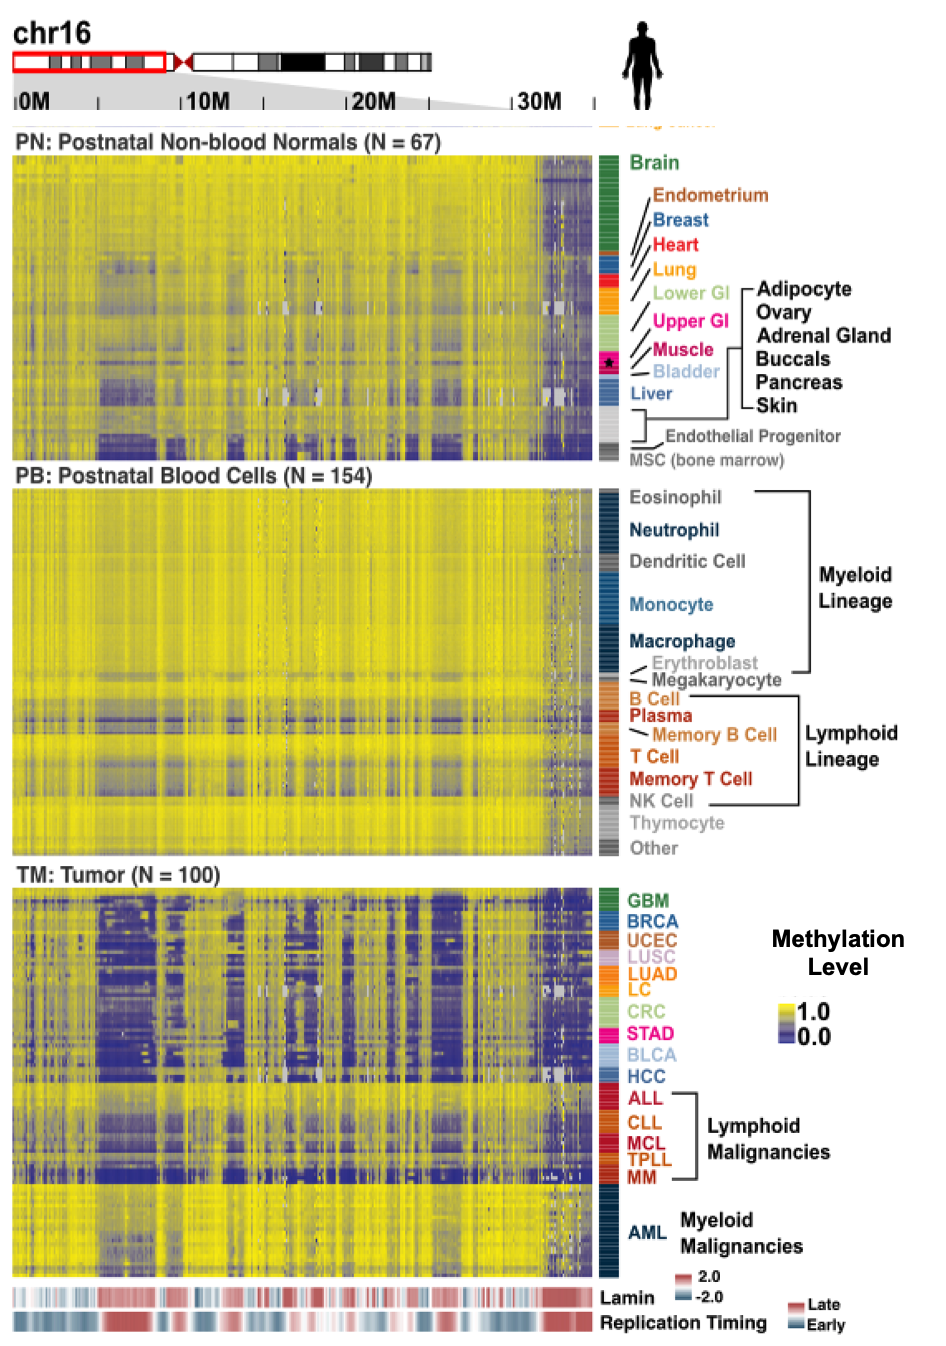 chr16
0M
10M
20M
30M
PN: Postnatal Non-blood Normals (N = 67)
Brain
Endometrium
Breast
Heart
Lung
Lower GI
Upper GI
Muscle
Bladder
Liver
Adipocyte
Ovary
Adrenal Gland
Buccals
Pancreas
Skin
Endothelial Progenitor
MSC (bone marrow)
PB: Postnatal Blood Cells (N = 154)
Eosinophil
Neutrophil
Dendritic Cell
Monocyte
Macrophage
Erythroblast
Megakaryocyte
Myeloid
Lineage
B Cell
Plasma
Memory B Cell
T Cell
Memory T Cell
NK Cell
Thymocyte
Other
Lymphoid
Lineage
TM: Tumor (N = 100)
GBM
BRCA
UCEC
LUSC
LUAD
LC
CRC
STAD
BLCA
HCC
ALL
CLL
MCL
TPLL
MM
Lymphoid
Malignancies
AML
Myeloid
Malignancies
Methylation
Level
1.0
0.0
Lamin
2.0
-2.0
Replication Timing
Late
Early